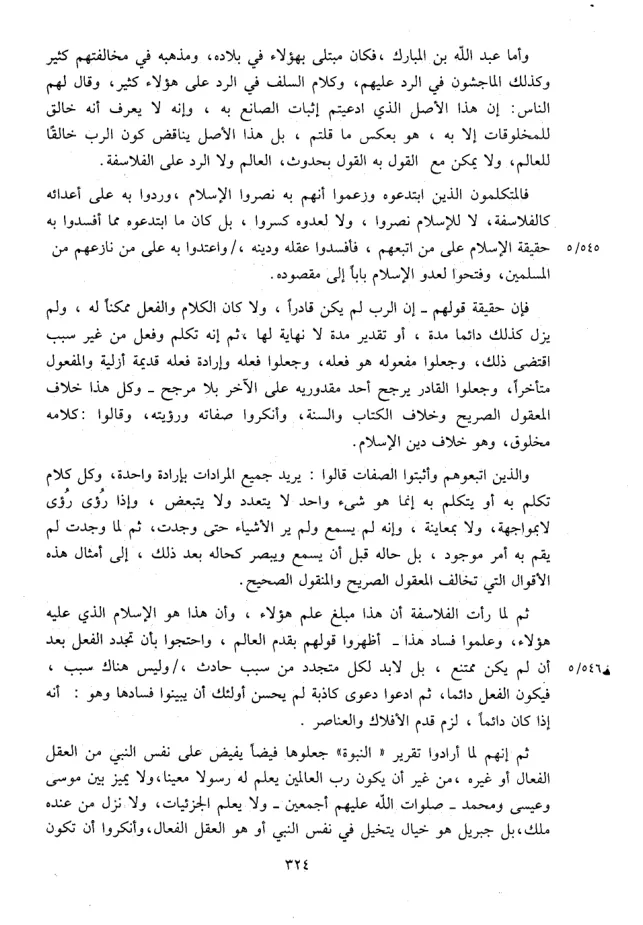 وأما عبد الله بن المبارك ،فكان مبتلى بهؤلاء في بلاده، ومذهبه في مخالفتهم كثير
وكذلك الماجشون في الرد عليهم، وكلام السلف في الرد على هؤلاء كثير، وقال لهم
الناس: إن هذا الأصل الذي ادعيتم إثبات الصانع به ، وإنه لا يعرف أنه خالق
للمخلوقات إلا به ، هو بعكس ما قلتم ، بل هذا الأصل يناقض كون الرب خالقًا
للعالم، ولا يمكن مع القول به القول بحدوث، العالم ولا الرد على الفلاسفة.
فالمتكلمون الذين ابتدعوه وزعموا أنهم به نصروا الإسلام ،وردوا به على أعدائه
كالفلاسفة، لا للإسلام نصروا ، ولا لعدوه كسروا ، بل كان ما ابتدعوه مما أفسدوا به
حقيقة الإسلام على من اتبعهم ، فأفسدوا عقله ودينه ،/واعتدوا به على من نازعهم من ٥/٥٤٥
المسلمين، وفتحوا لعدو الإسلام باباً إلى مقصوده.
فإن حقيقة قولهم ـ إن الرب لم يكن قادراً ، ولا كان الكلام والفعل ممكناً له ، ولم
يزل كذلك دائما مدة ، أو تقدير مدة لا نهاية لها ،ثم إنه تكلم وفعل من غير سبب
اقتضى ذلك، وجعلوا مفعوله هو فعله، وجعلوا فعله وإرادة فعله قديمة أزلية والمفعول
متأخراً، وجعلوا القادر يرجح أحد مقدوريه على الآخر بلا مرجح ـ وكل هذا خلاف
المعقول الصريح وخلاف الكتاب والسنة، وأنكروا صفاته ورؤيته، وقالوا :كلامه
مخلوق، وهو خلاف دين الإسلام.
والذين اتبعوهم وأثبتوا الصفات قالوا : يريد جميع المرادات بإرادة واحدة، وكل كلام
تكلم به أو يتكلم به إنما هو شىء واحد لا يتعدد ولا يتبعض ، وإذا رُؤى رُؤى
لابمواجهة، ولا بمعاينة ، وإنه لم يسمع ولم ير الأشياء حتى وجدت، ثم لما وجدت لم
يقم به أمر موجود ، بل حاله قبل أن يسمع ويبصر كحاله بعد ذلك ، إلى أمثال هذه
الأقوال التي تخالف المعقول الصريح والمنقول الصحيح.
ثم لما رأت الفلاسفة أن هذا مبلغ علم هؤلاء ، وأن هذا هو الإسلام الذي عليه
هؤلاء، وعلموا فساد هذا ـ أظهروا قولهم بقدم العالم ، واحتجوا بأن تجدد الفعل بعد
أن لم يكن ممتنع ، بل لابد لكل متجدد من سبب حادث ،/وليس هناك سبب ، ٥/٥٤٦
فيكون الفعل دائما، ثم ادعوا دعوى كاذبة لم يحسن أولئك أن يبينوا فسادها وهو : أنه
إذا كان دائماً ، لزم قدم الأفلاك والعناصر .
ثم إنهم لما أرادوا تقرير « النبوة» جعلوها فيضاً يفيض على نفس النبي من العقل
الفعال أو غيره ،من غير أن يكون رب العالمين يعلم له رسولا معينا،ولا يميز بين موسى
وعيسى ومحمد ـ صلوات الله عليهم أجمعين ـ ولا يعلم الجزئيات، ولا نزل من عنده
ملك،بل جبريل هو خيال يتخيل في نفس النبي أو هو العقل الفعال،وأنكروا أن تكون
٣٢٤